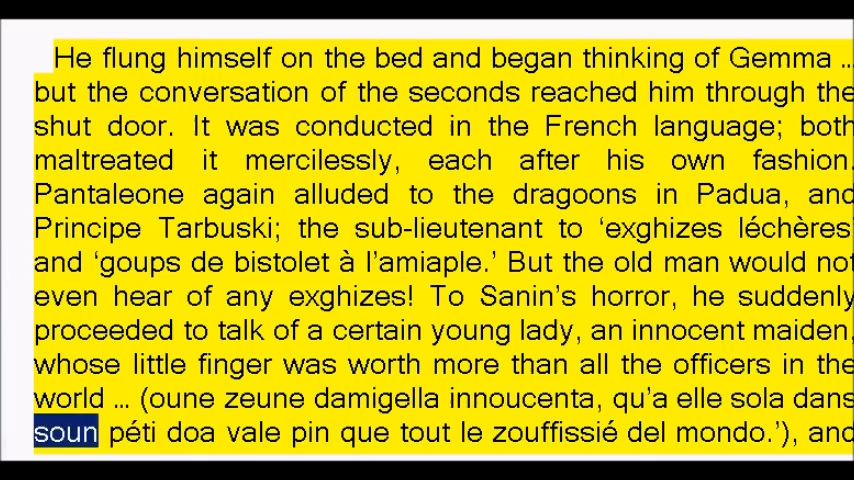 He flung himself on the bed and began thinking of Gemma ...
but the conversation of the seconds reached him through the
shut door. It was conducted in the French language; both
maltreated it mercilessly, each after his own fashion.
Pantaleone again alluded to the dragoons in Padua, and
Principe Tarbuski; the sub-lieutenant to ‘exghizes léchères’
and ‘goups de bistolet à l’amiaple.’ But the old man would not
even hear of any exghizes! To Sanin’s horror, he suddenly
proceeded to talk of a certain young lady, an innocent maiden,
whose little finger was worth more than all the officers in the
world ... (oune zeune damigella innoucenta, qu’a elle sola dans
soun péti doa vale pin que tout le zouffissié del mondo.’), and